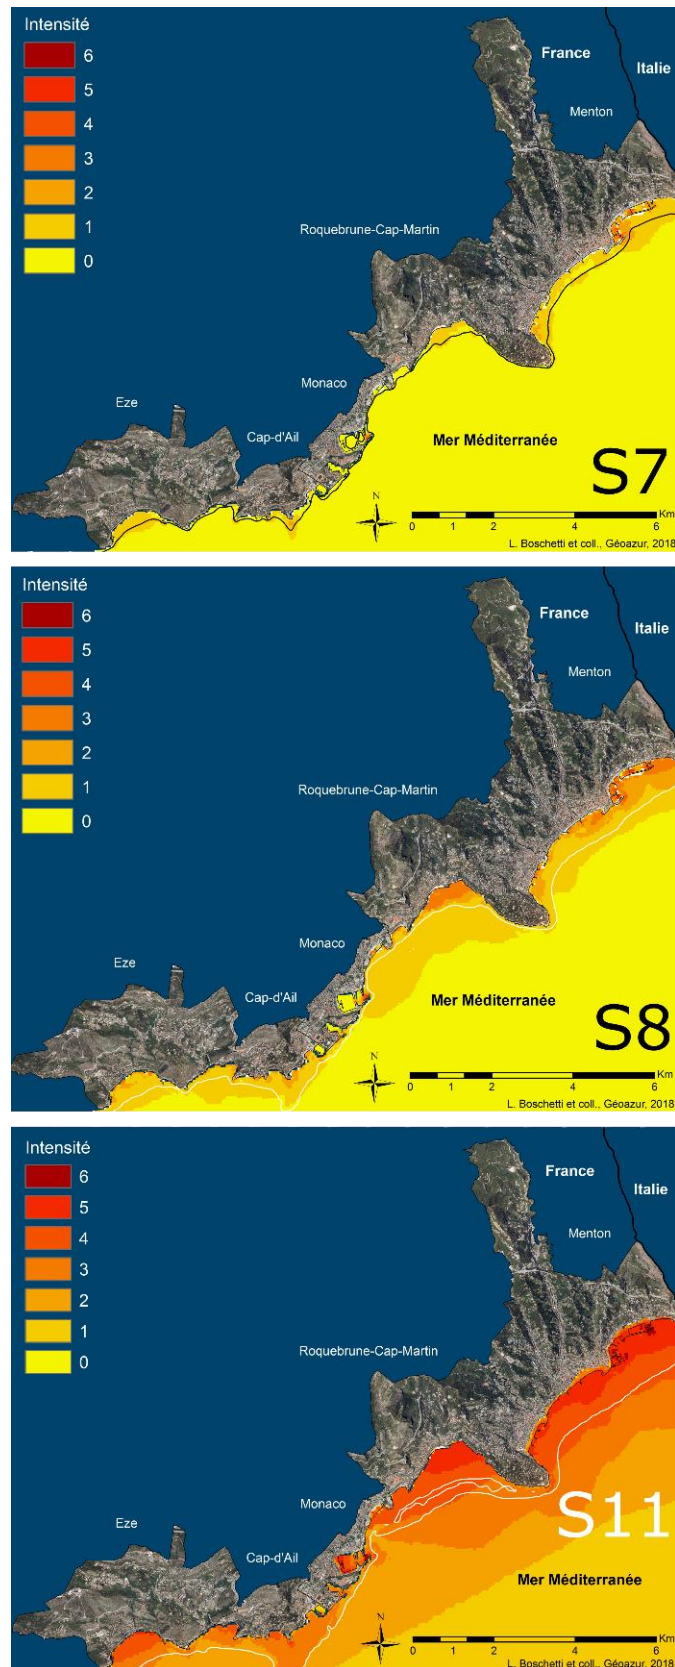 Intensité
6
5
4
3
2
1
0
France
Italie
Menton
Roquebrune-Cap-Martin
Monaco
Eze
Cap-d'Ail
Mer Méditerranée
S7
N
Km
0 2 4 6
L. Boschetti et coll., Géoazur, 2018
Intensité
6
5
4
3
2
1
0
France
Italie
Menton
Roquebrune-Cap-Martin
Monaco
Eze
Cap-d'Ail
Mer Méditerranée
S8
N
Km
0 2 4 6
L. Boschetti et coll., Géoazur, 2018
Intensité
6
5
4
3
2
1
0
France
Italie
Menton
Roquebrune-Cap-Martin
Monaco
Eze
Cap-d'Ail
S11
Mer Méditerranée
N
Km
0 2 4 6
L. Boschetti et coll., Géoazur, 2018